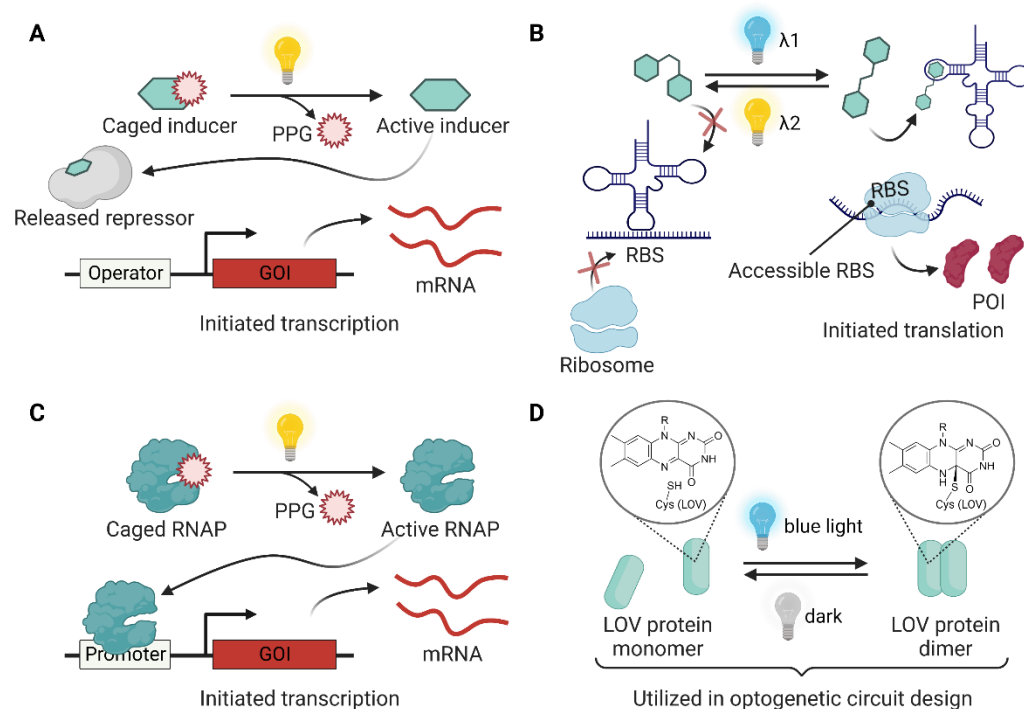 A
Caged inducer
PPG
Active inducer
Released repressor
Operator
GOI
mRNA
Initiated transcription
B
λ1
λ2
RBS
Ribosome
RBS
Accessible RBS
POI
Initiated translation
C
Caged RNAP
PPG
Active RNAP
Promoter
GOI
mRNA
Initiated transcription
D
R
N
N
O
NH
N
O
SH
Cys (LOV)
R
N
N
O
NH
N
H
O
S
Cys (LOV)
blue light
dark
LOV protein
monomer
LOV protein
dimer
Utilized in optogenetic circuit design